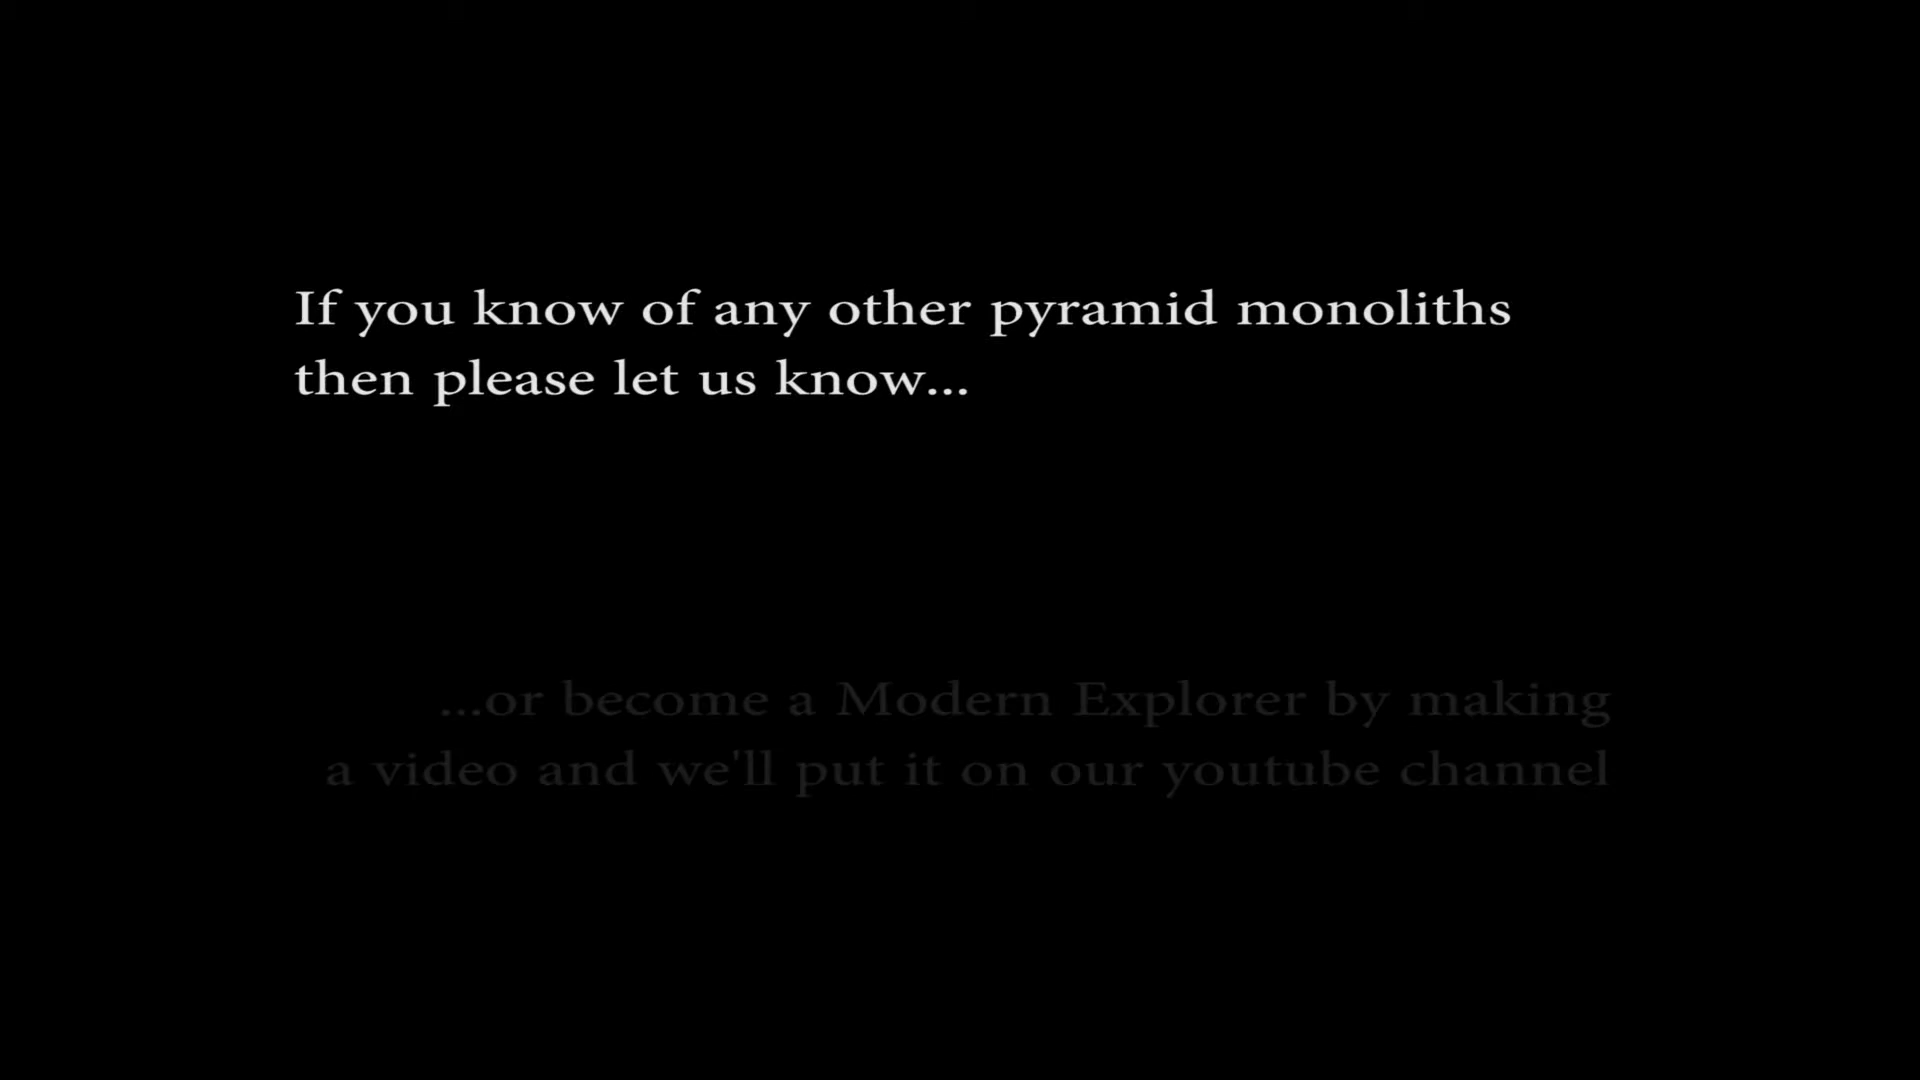 If you know of any other pyramid monoliths
then please let us know...
...or become a Modern Explorer by making
a video and we'll put it on our youtube channel